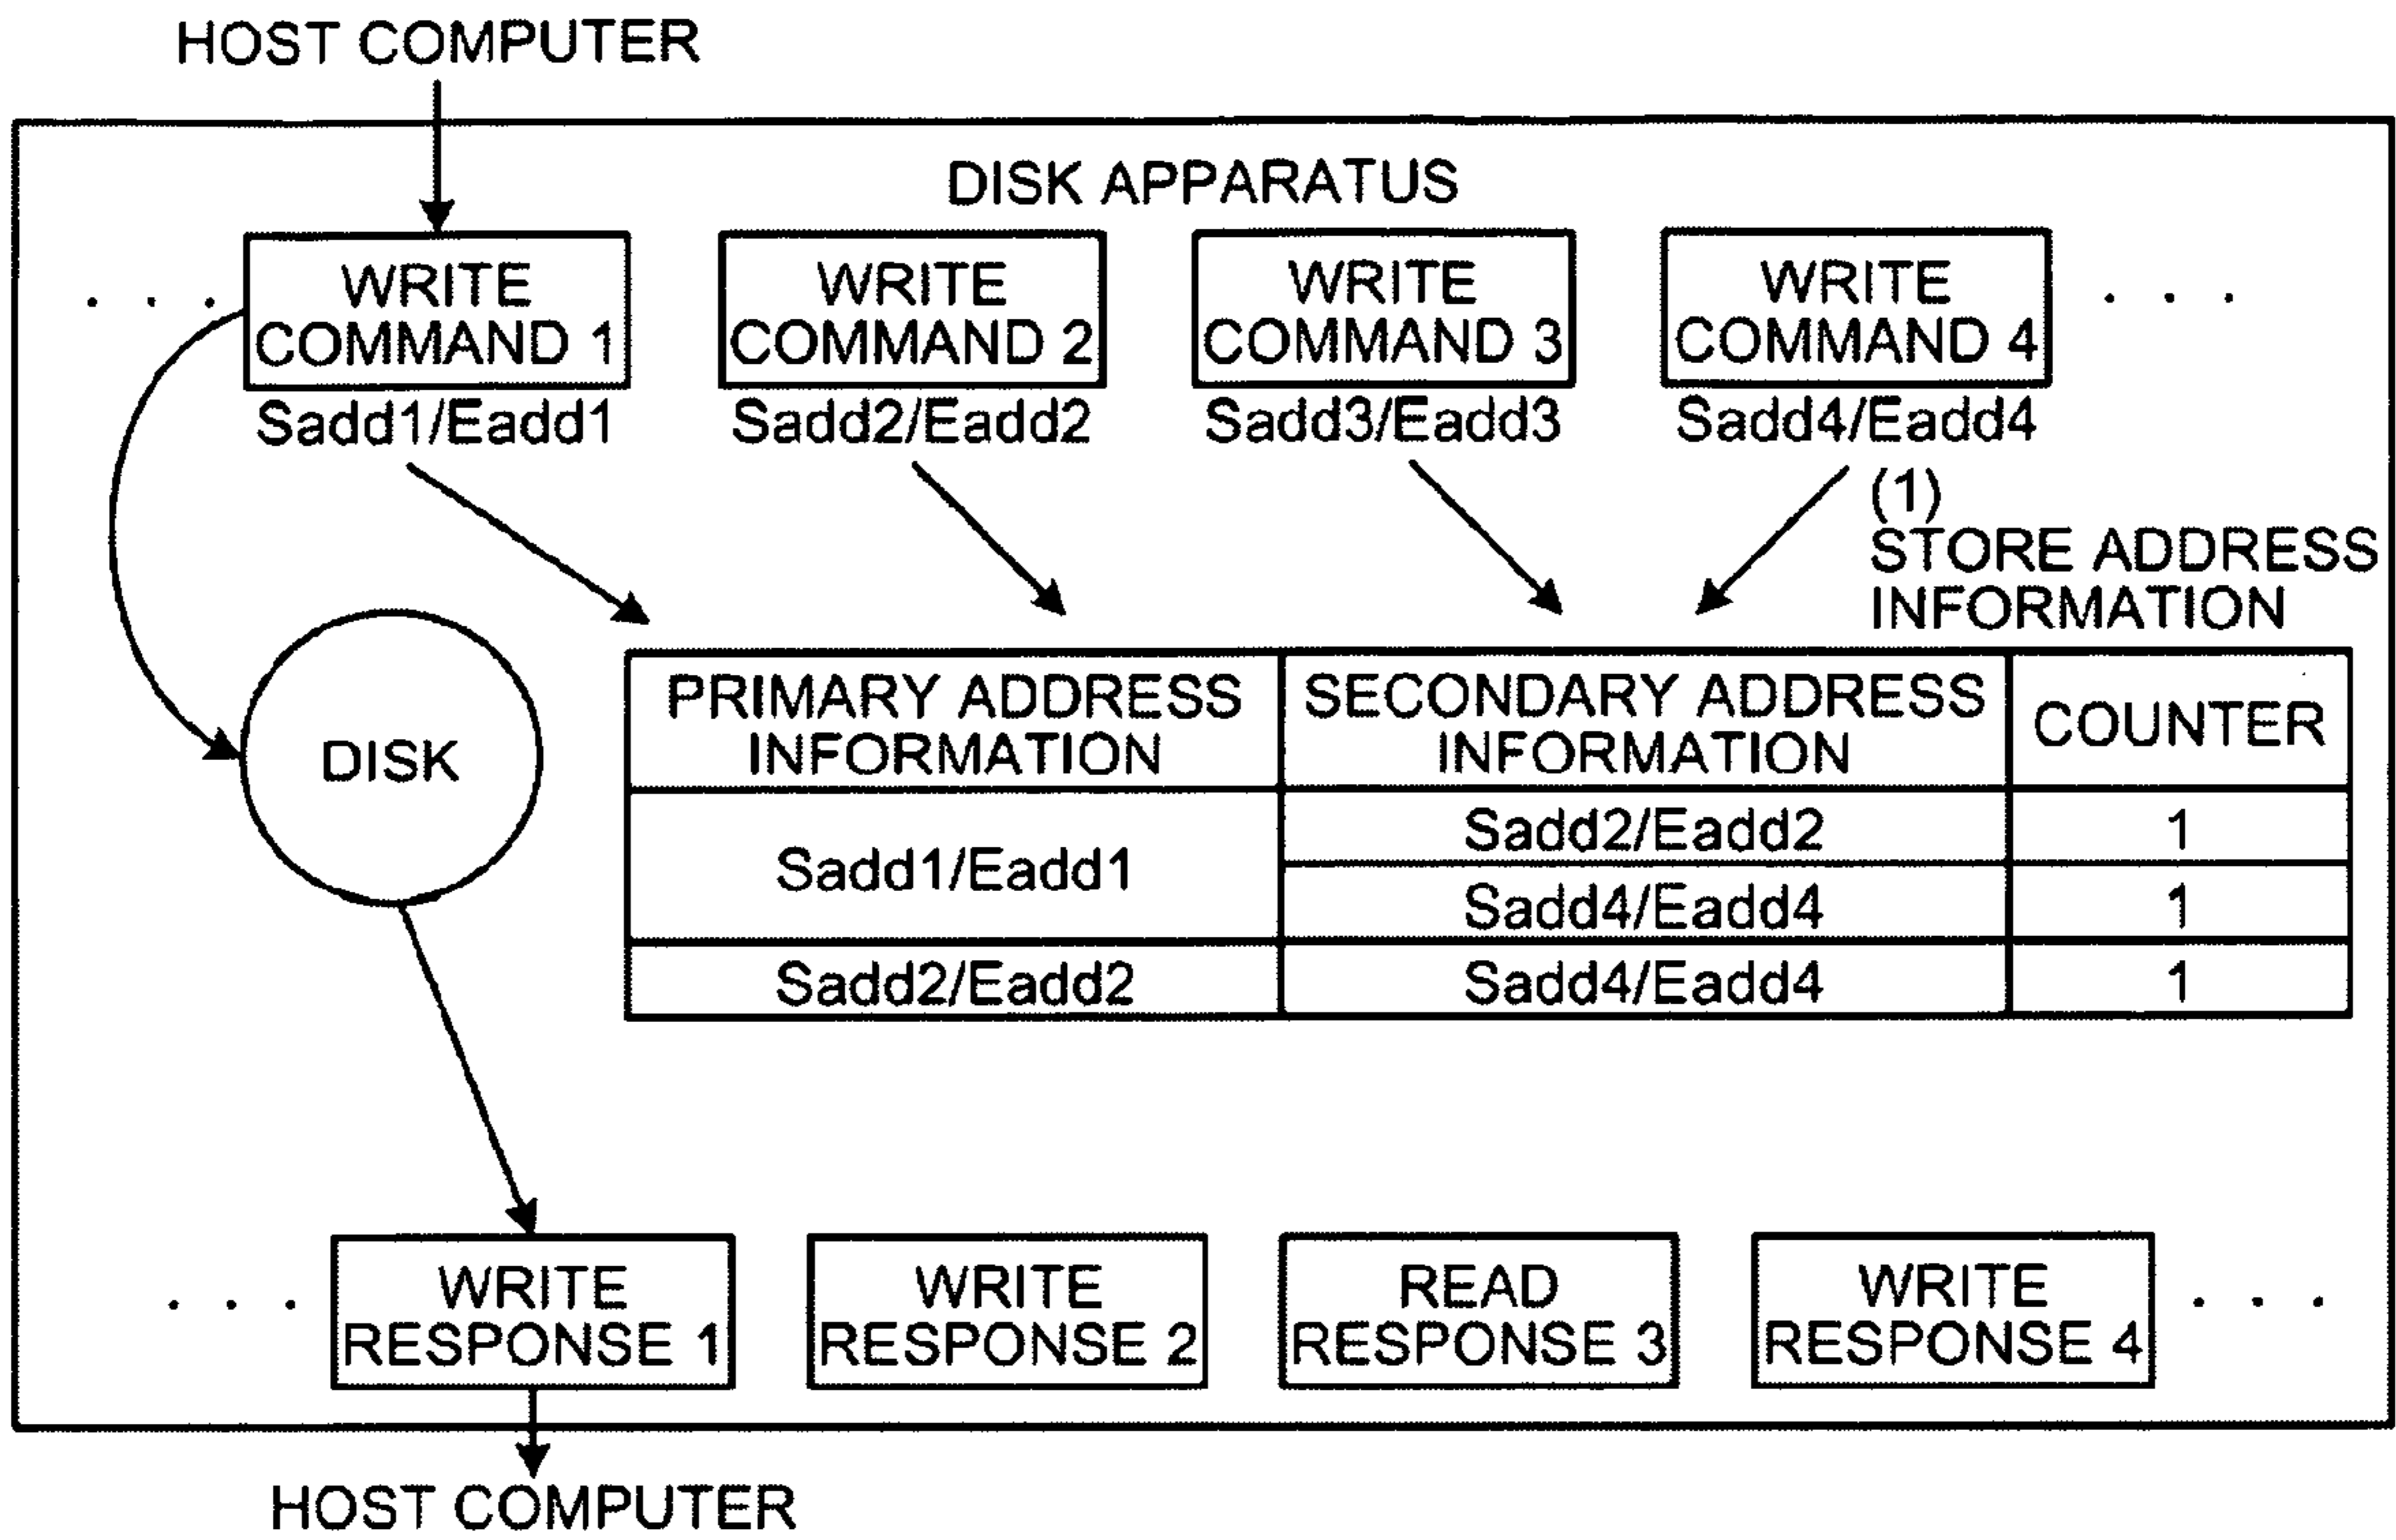 HOST COMPUTER
DISK APPARATUS
. . .
WRITE
COMMAND 1
WRITE
COMMAND 2
WRITE
COMMAND 3
WRITE
COMMAND 4
. . .
Sadd1/Eadd1
Sadd2/Eadd2
Sadd3/Eadd3
Sadd4/Eadd4
(1)
STORE ADDRESS
INFORMATION
DISK
PRIMARY ADDRESS
INFORMATION
SECONDARY ADDRESS
INFORMATION
COUNTER
Sadd1/Eadd1
Sadd2/Eadd2
1
Sadd4/Eadd4
1
Sadd2/Eadd2
Sadd4/Eadd4
1
. . .
WRITE
RESPONSE 1
WRITE
RESPONSE 2
READ
RESPONSE 3
WRITE
RESPONSE 4
. . .
HOST COMPUTER